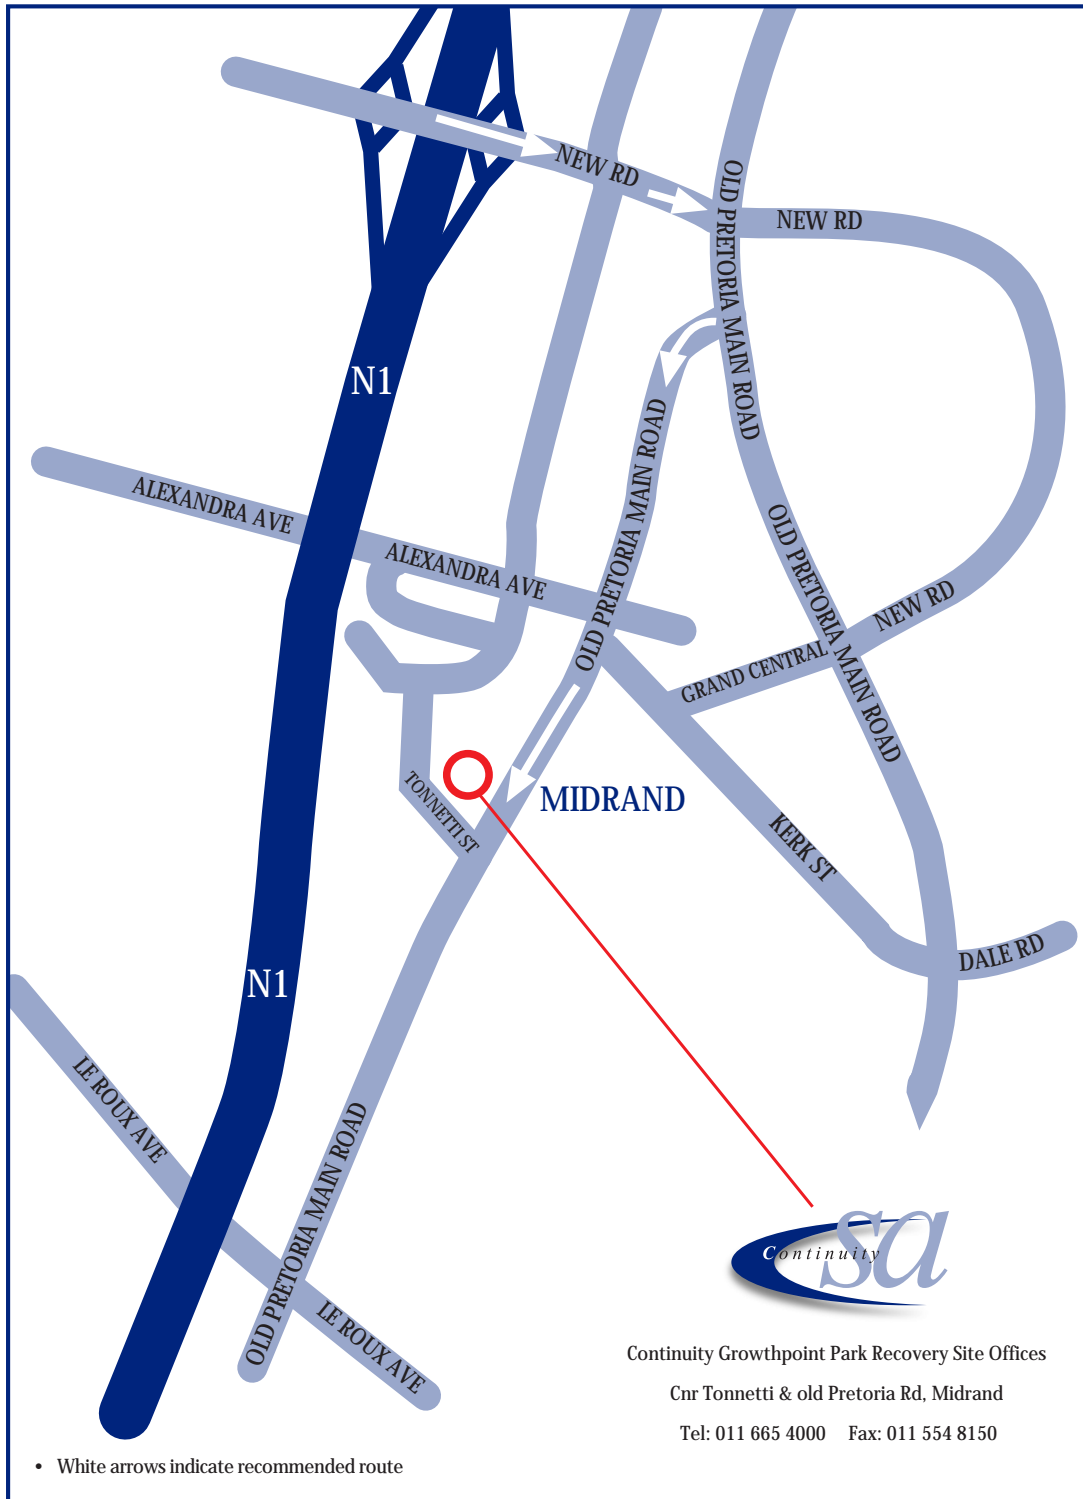 NEW RD
NEW RD
OLD PRETORIA MAIN ROAD
N1
OLD PRETORIA MAIN ROAD
ALEXANDRA AVE
ALEXANDRA AVE
OLD PRETORIA MAIN ROAD
NEW RD
GRAND CENTRAL
TONNETTI ST
MIDRAND
KERK ST
DALE RD
N1
LE ROUX AVE
OLD PRETORIA MAIN ROAD
LE ROUX AVE
Continuity sa
Continuity Growthpoint Park Recovery Site Offices
Cnr Tonnetti & old Pretoria Rd, Midrand
Tel: 011 665 4000 Fax: 011 554 8150
• White arrows indicate recommended route